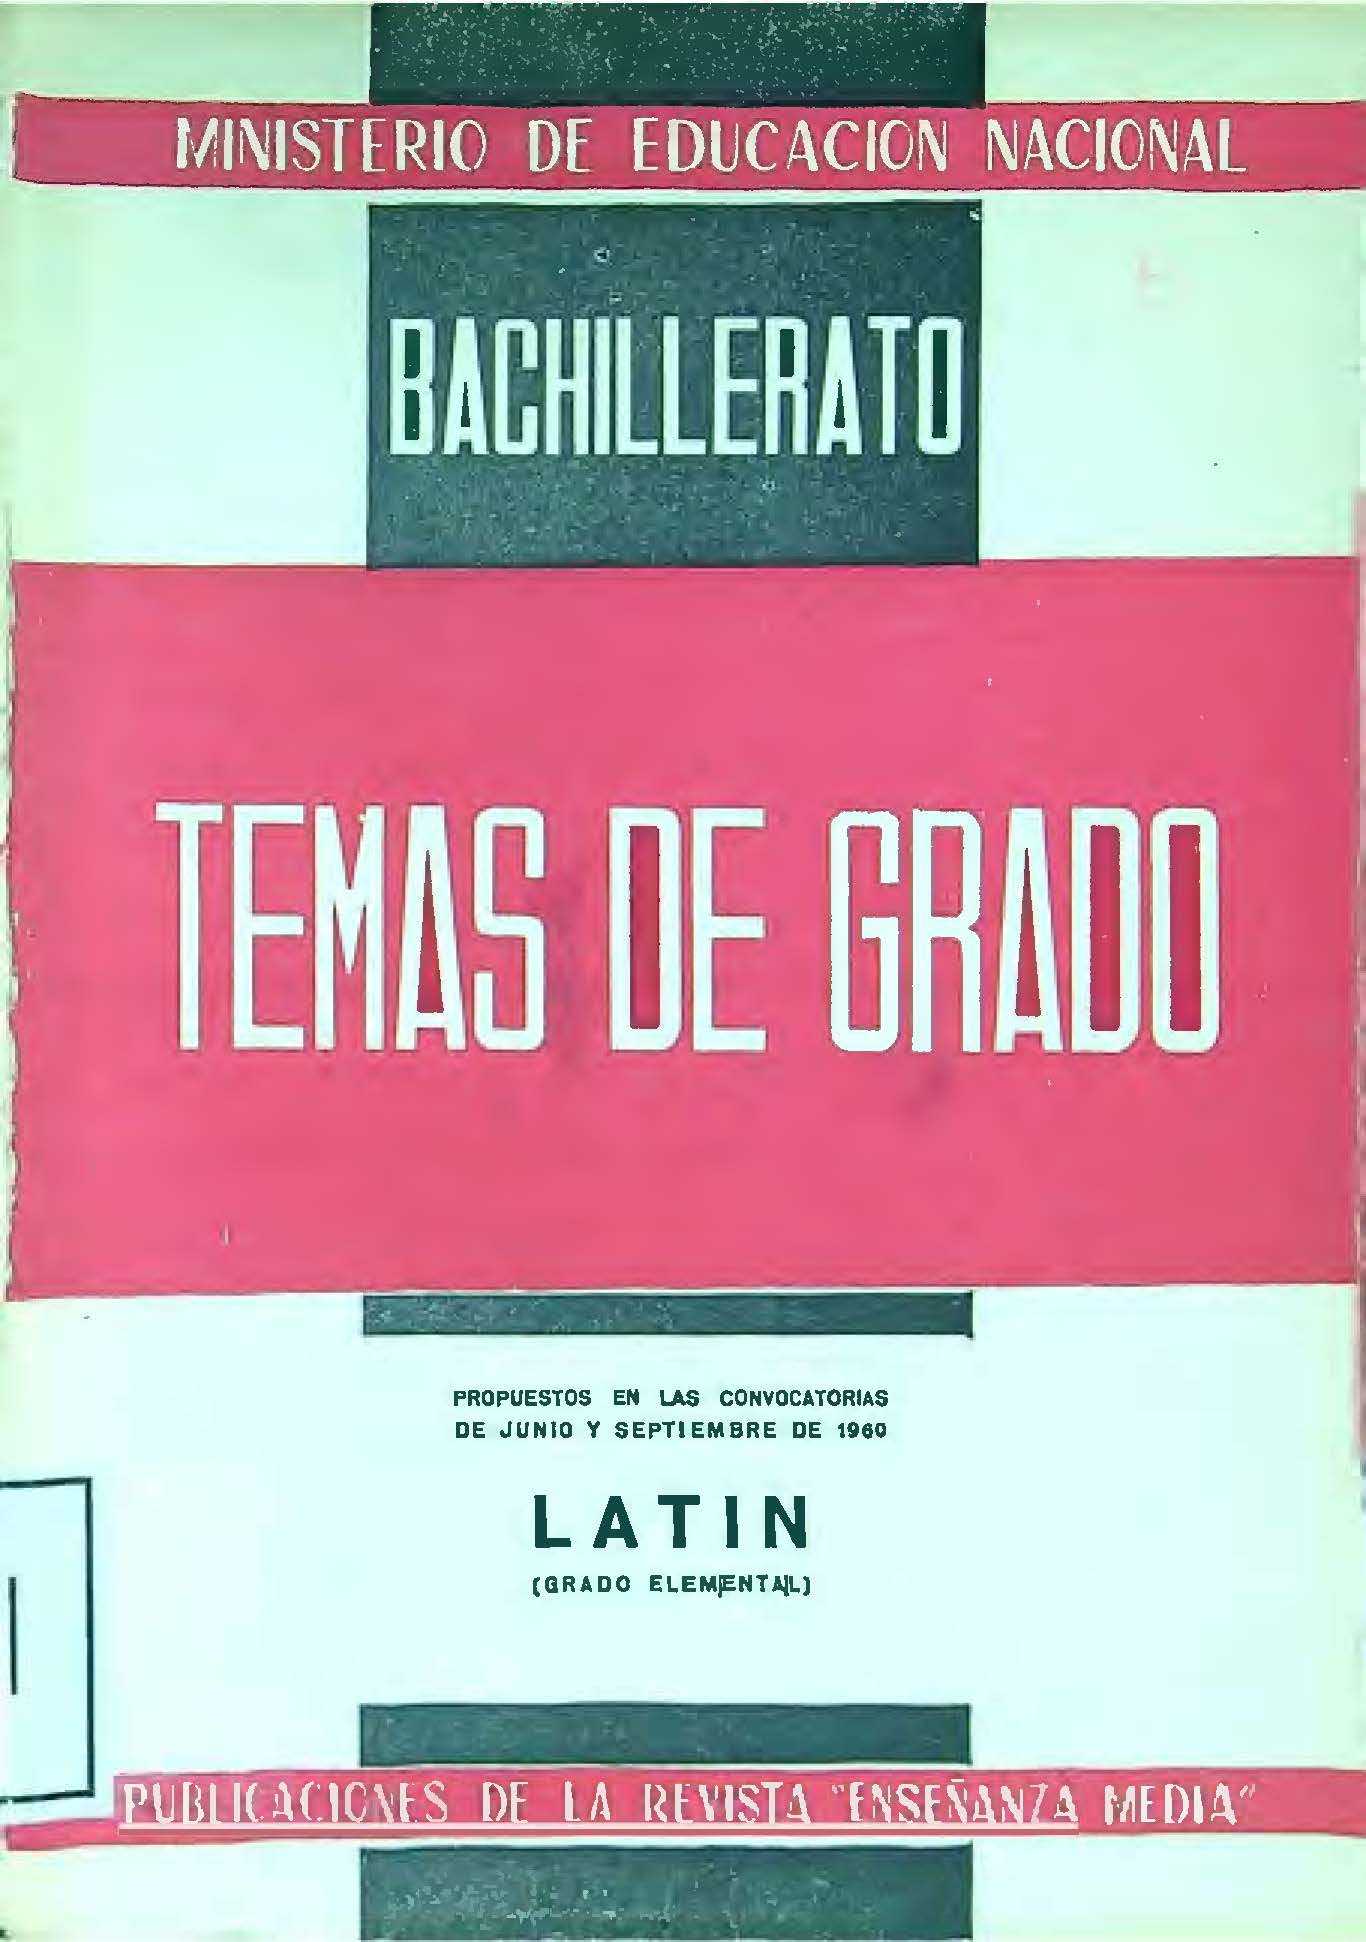 MINISTERIO DE EDUCACION NACIONAL
BACHILLERATO
TEMAS DE GRADO
PROPUESTOS EN LAS CONVOCATORIAS
DE JUNIO Y SEPTIEMBRE DE 1960
LATIN
(GRADO ELEMENTAL)
PUBLICACIONES DE LA REVISTA "ENSEÑANZA MEDIA"